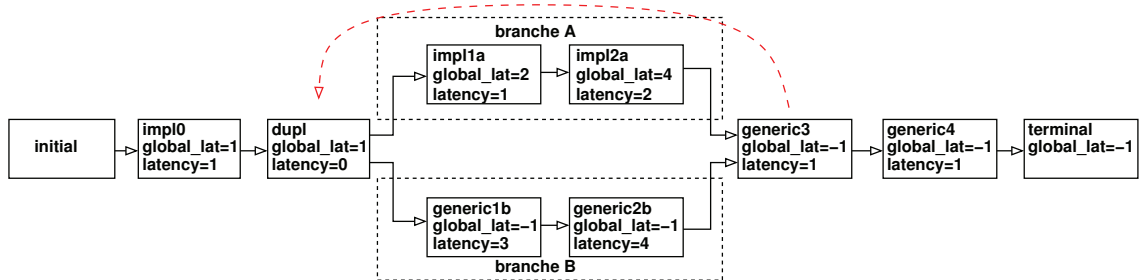 branche A
impl1a
global_lat=2
latency=1
impl2a
global_lat=4
latency=2
initial
impl0
global_lat=1
latency=1
dupl
global_lat=1
latency=0
generic3
global_lat=−1
latency=1
generic4
global_lat=−1
latency=1
terminal
global_lat=−1
generic1b
global_lat=−1
latency=3
generic2b
global_lat=−1
latency=4
branche B